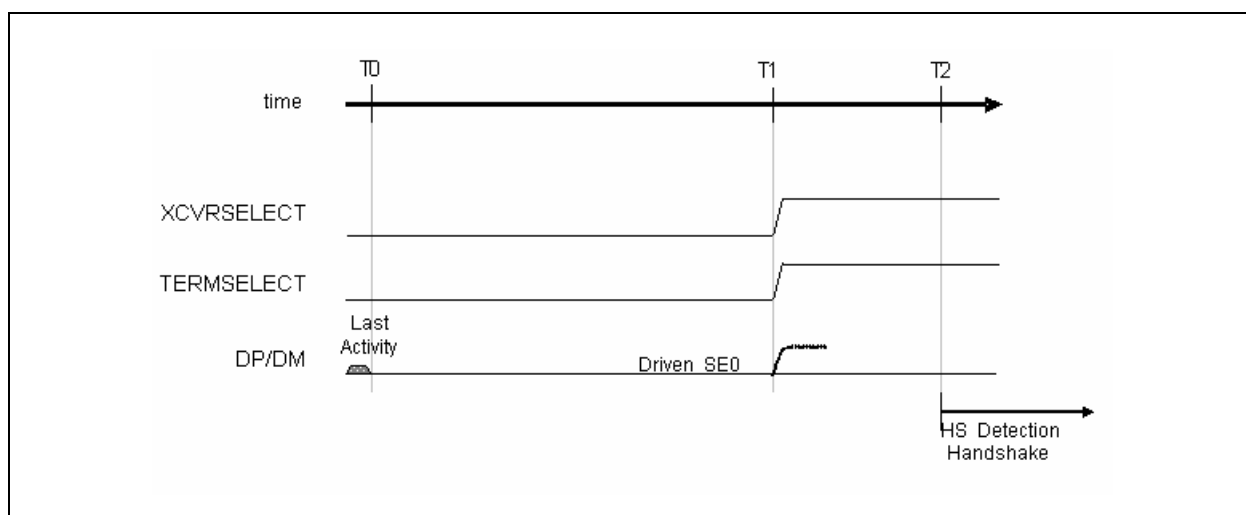 T0 T1 T2
time
XCVRSELECT
TERMSELECT
Last
Activity
DP/DM
Driven SE0
HS Detection
Handshake